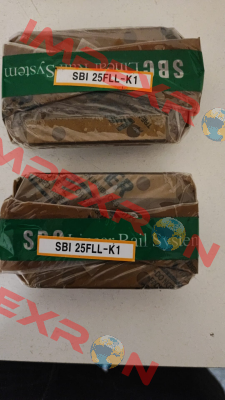 SBC Linear Rail System
SBI 25FLL-K1
SBC Linear Rail System
SBI 25FLL-K1
IMPEXRON
IMPEXRON